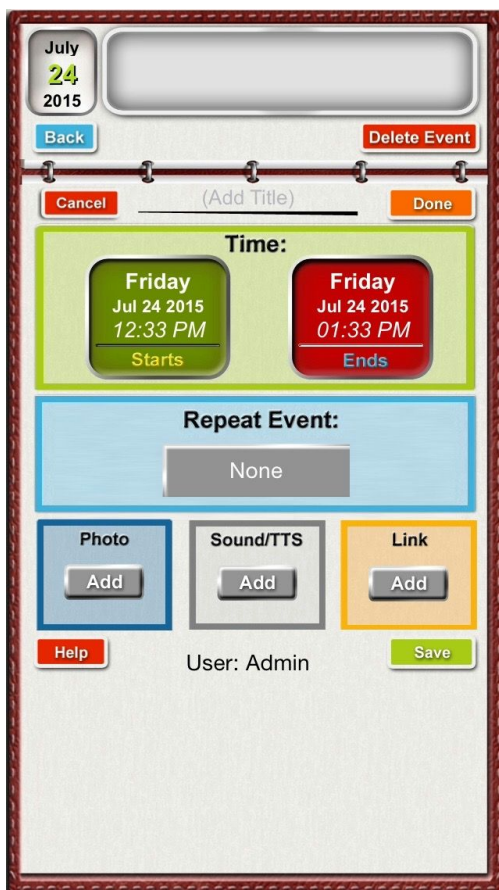 July
24
2015
Back
Delete Event
Cancel
(Add Title)
Done
Time:
Friday
Jul 24 2015
12:33 PM
Starts
Friday
Jul 24 2015
01:33 PM
Ends
Repeat Event:
None
Photo
Add
Sound/TTS
Add
Link
Add
Help
User: Admin
Save